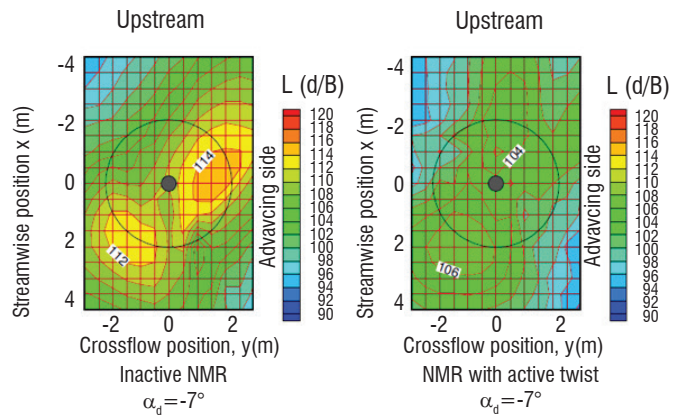 Upstream
-4
-2
0
2
4
Streamwise position x (m)
114
112
-2 0 2
Crossflow position, y(m)
Advavcing side
L (d/B)
120
118
116
114
112
110
108
106
104
102
100
98
96
94
92
90
Inactive NMR
αd=-7°
Upstream
-4
-2
0
2
4
Streamwise position x (m)
104
106
-2 0 2
Crossflow position, y(m)
Advavcing side
L (d/B)
120
118
116
114
112
110
108
106
104
102
100
98
96
94
92
90
NMR with active twist
αd=-7°